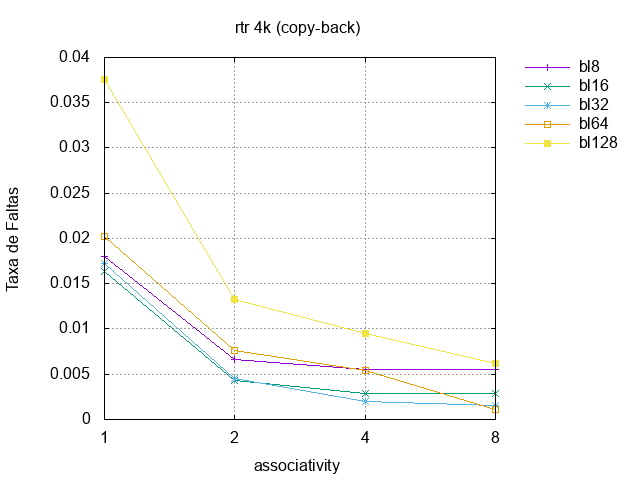 rtr 4k (copy-back)
0.04
0.035
0.03
0.025
0.02
0.015
0.01
0.005
0
Taxa de Faltas
1 2 4 8
associativity
bl8
bl16
bl32
bl64
bl128